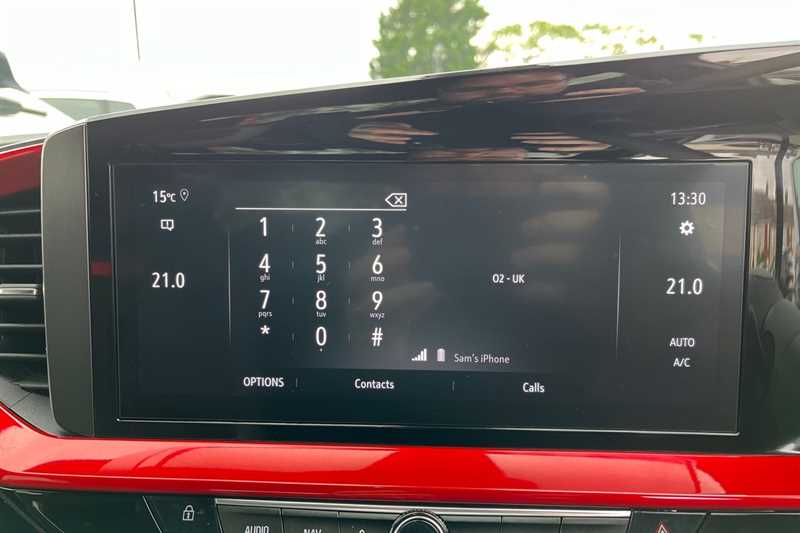 15°C
13:30
1 2 3
abc def
4 5 6
ghi jkl mno
21.0
O2 - UK
21.0
7 8 9
pqrs tuv wxyz
* 0 #
AUTO
Sam's iPhone
A/C
OPTIONS Contacts Calls
AUDIO NAV